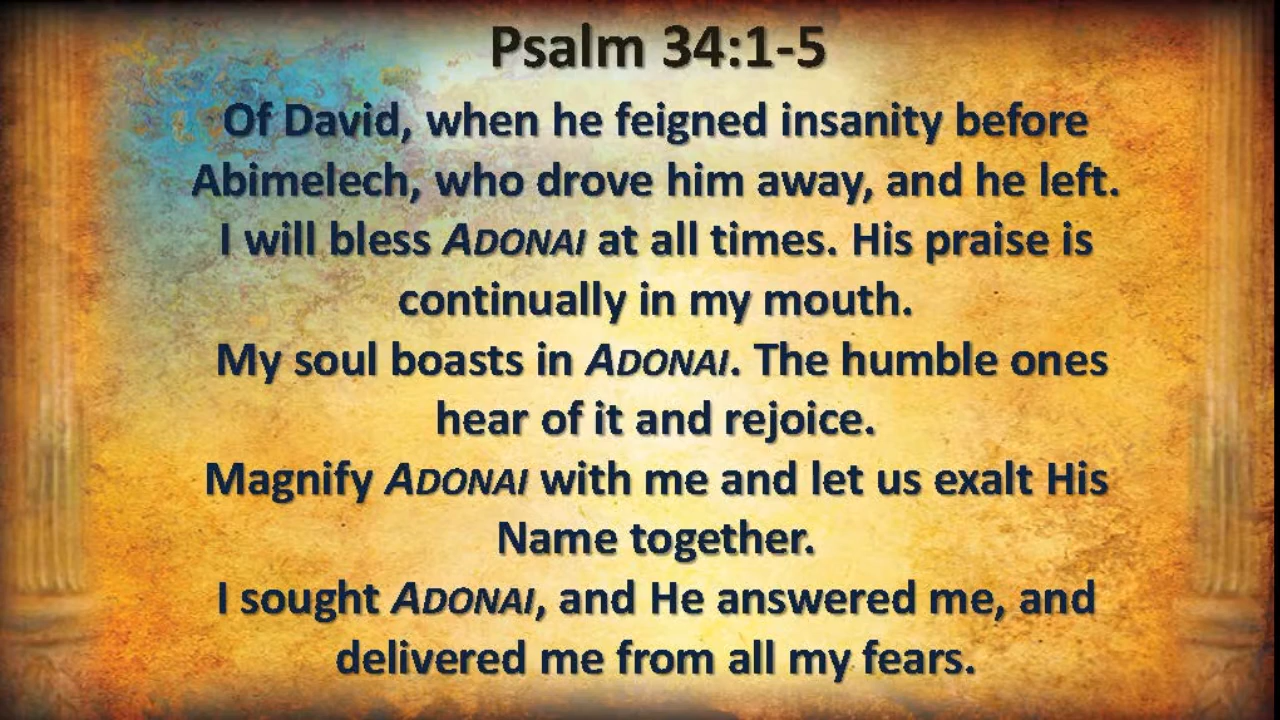 Psalm 34:1-5
Of David, when he feigned insanity before
Abimelech, who drove him away, and he left.
I will bless ADONAI at all times. His praise is
continually in my mouth.
My soul boasts in ADONAI. The humble ones
hear of it and rejoice.
Magnify ADONAI with me and let us exalt His
Name together.
I sought ADONAI, and He answered me, and
delivered me from all my fears.